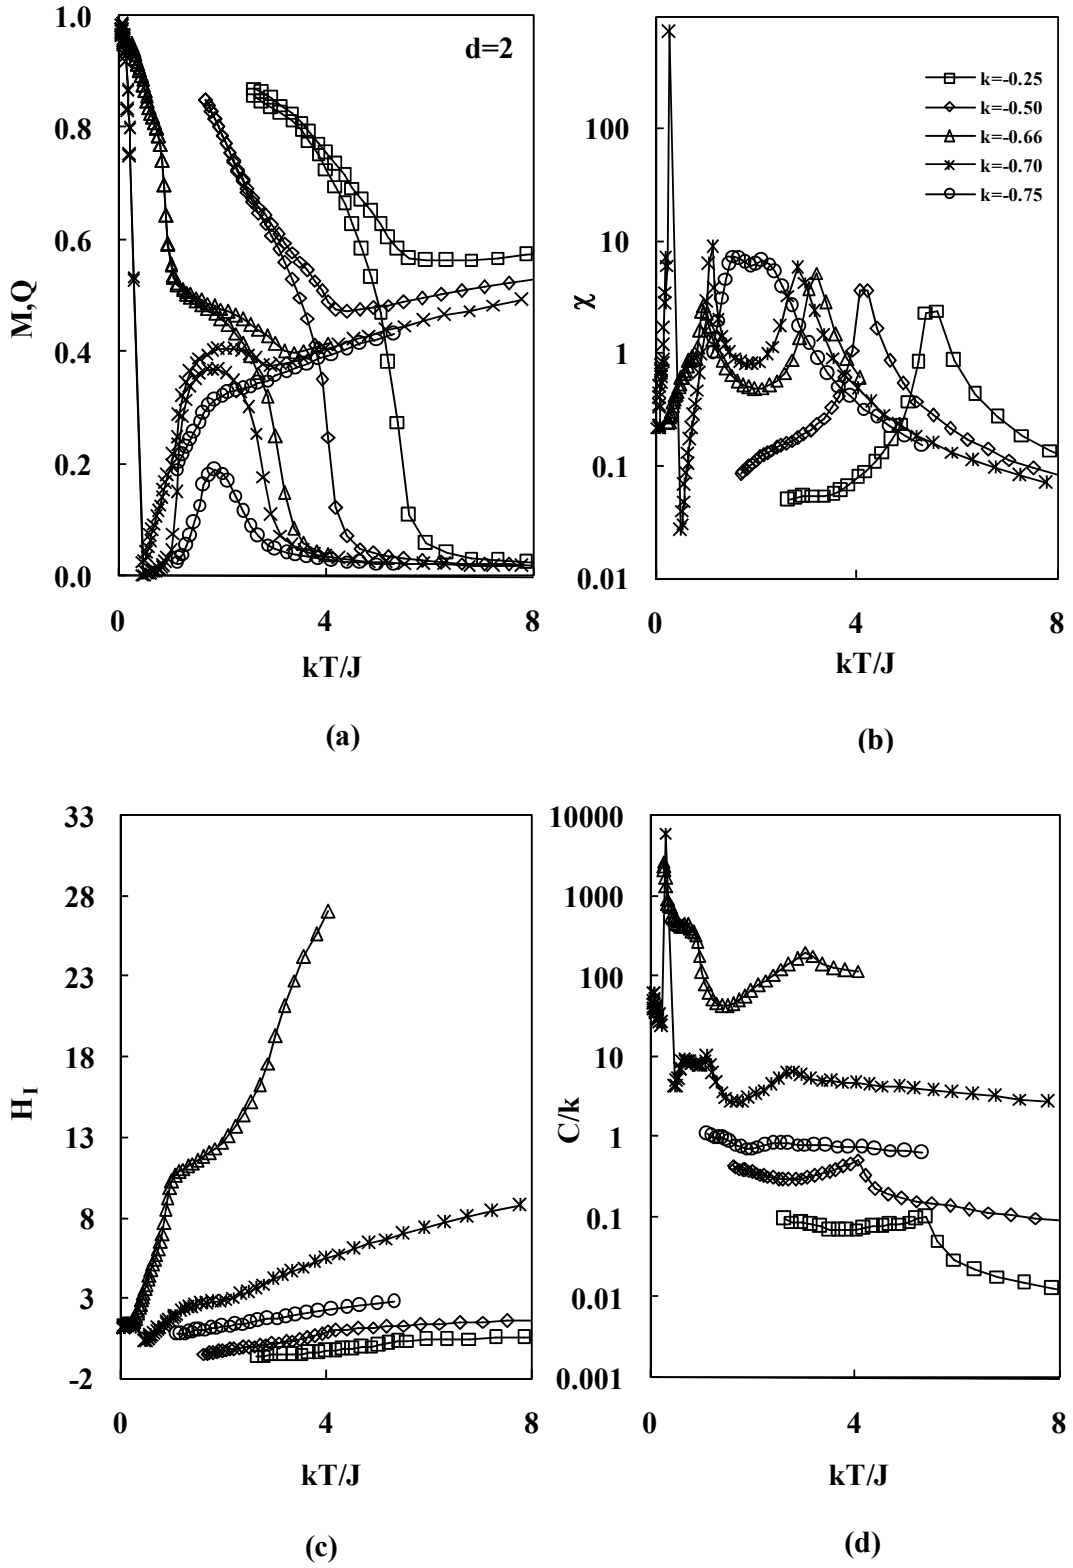 1.0
0.8
0.6
0.4
0.2
0.0
M,Q
d=2
0 4 8
kT/J
(a)
100
10
1
0.1
0.01
χ
k=-0.25
k=-0.50
k=-0.66
k=-0.70
k=-0.75
0 4 8
kT/J
(b)
33
28
23
18
13
8
3
-2
H_I
0 4 8
kT/J
(c)
10000
1000
100
10
1
0.1
0.01
0.001
C/k
0 4 8
kT/J
(d)